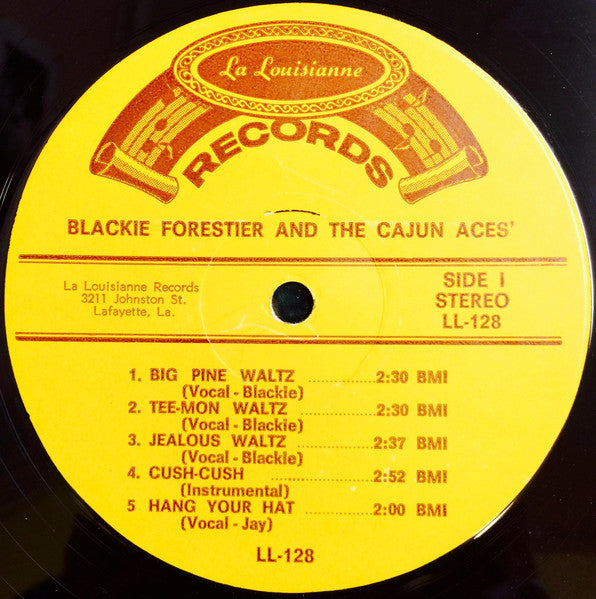 La Louisianne
RECORDS
BLACKIE FORESTIER AND THE CAJUN ACES'
La Louisianne Records
3211 Johnston St.
Lafayette, La.
SIDE I
STEREO
LL-128
1. BIG PINE WALTZ ............2:30 BMI
(Vocal - Blackie)
2. TEE-MON WALTZ ............2:30 BMI
(Vocal - Blackie)
3. JEALOUS WALTZ ............2:37 BMI
(Vocal - Blackie)
4. CUSH-CUSH ............2:52 BMI
(Instrumental)
5 HANG YOUR HAT ............2:00 BMI
(Vocal - Jay)
LL-128